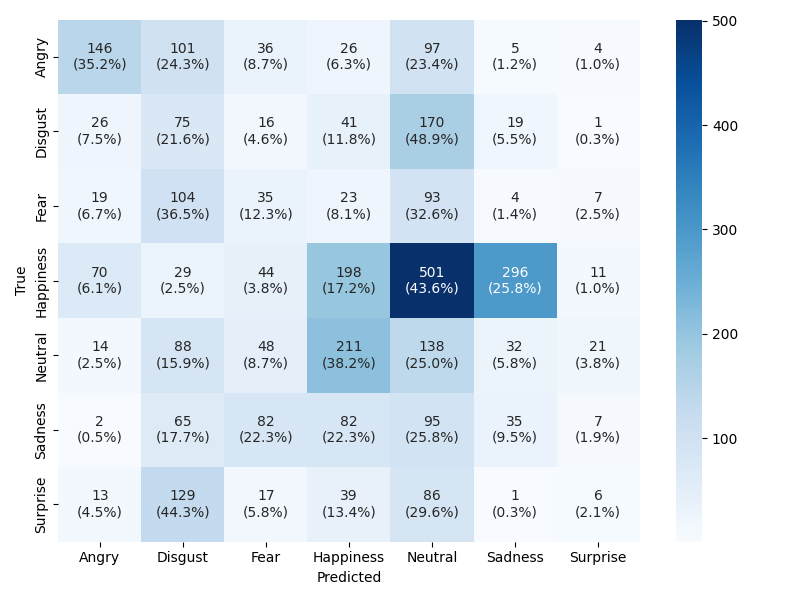 146 101 36 26 97 5 4
(35.2%) (24.3%) (8.7%) (6.3%) (23.4%) (1.2%) (1.0%)
26 75 16 41 170 19 1
(7.5%) (21.6%) (4.6%) (11.8%) (48.9%) (5.5%) (0.3%)
19 104 35 23 93 4 7
(6.7%) (36.5%) (12.3%) (8.1%) (32.6%) (1.4%) (2.5%)
70 29 44 198 501 296 11
(6.1%) (2.5%) (3.8%) (17.2%) (43.6%) (25.8%) (1.0%)
14 88 48 211 138 32 21
(2.5%) (15.9%) (8.7%) (38.2%) (25.0%) (5.8%) (3.8%)
2 65 82 82 95 35 7
(0.5%) (17.7%) (22.3%) (22.3%) (25.8%) (9.5%) (1.9%)
13 129 17 39 86 1 6
(4.5%) (44.3%) (5.8%) (13.4%) (29.6%) (0.3%) (2.1%)
Angry
Disgust
Fear
Happiness
Neutral
Sadness
Surprise
True
Angry Disgust Fear Happiness Neutral Sadness Surprise
Predicted
500
400
300
200
100